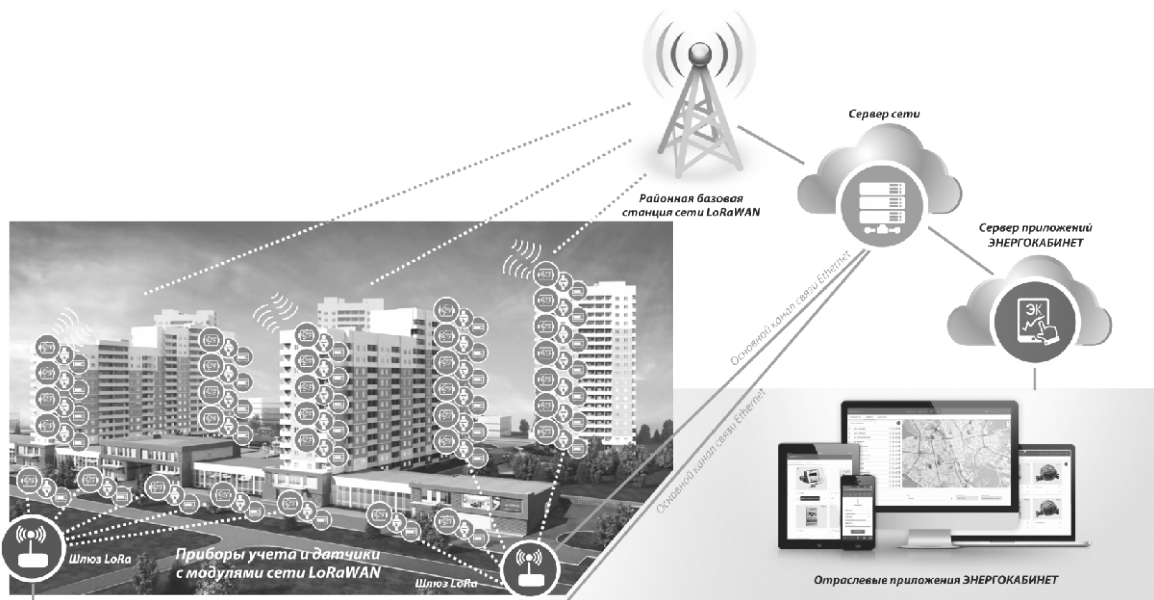 Сервер сети
Районная базовая
станция сети LoRaWAN
Сервер приложений
ЭНЕРГОКАБИНЕТ
ЭК
Основной канал связи Ethernet
Основной канал связи Ethernet
Шлюз LoRa
Приборы учета и датчики
с модулями сети LoRaWAN
Шлюз LoRa
Отраслевые приложения ЭНЕРГОКАБИНЕТ